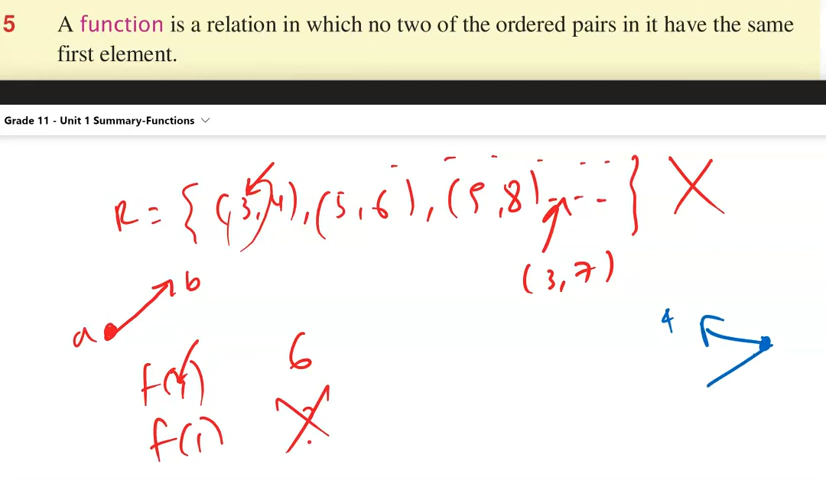 5 A function is a relation in which no two of the ordered pairs in it have the same
first element.
Grade 11 - Unit 1 Summary-Functions
R = { (3,4), (5,6), (9,8) ------ } X
(3,7)
a b
4
f(4) 6
f(1)